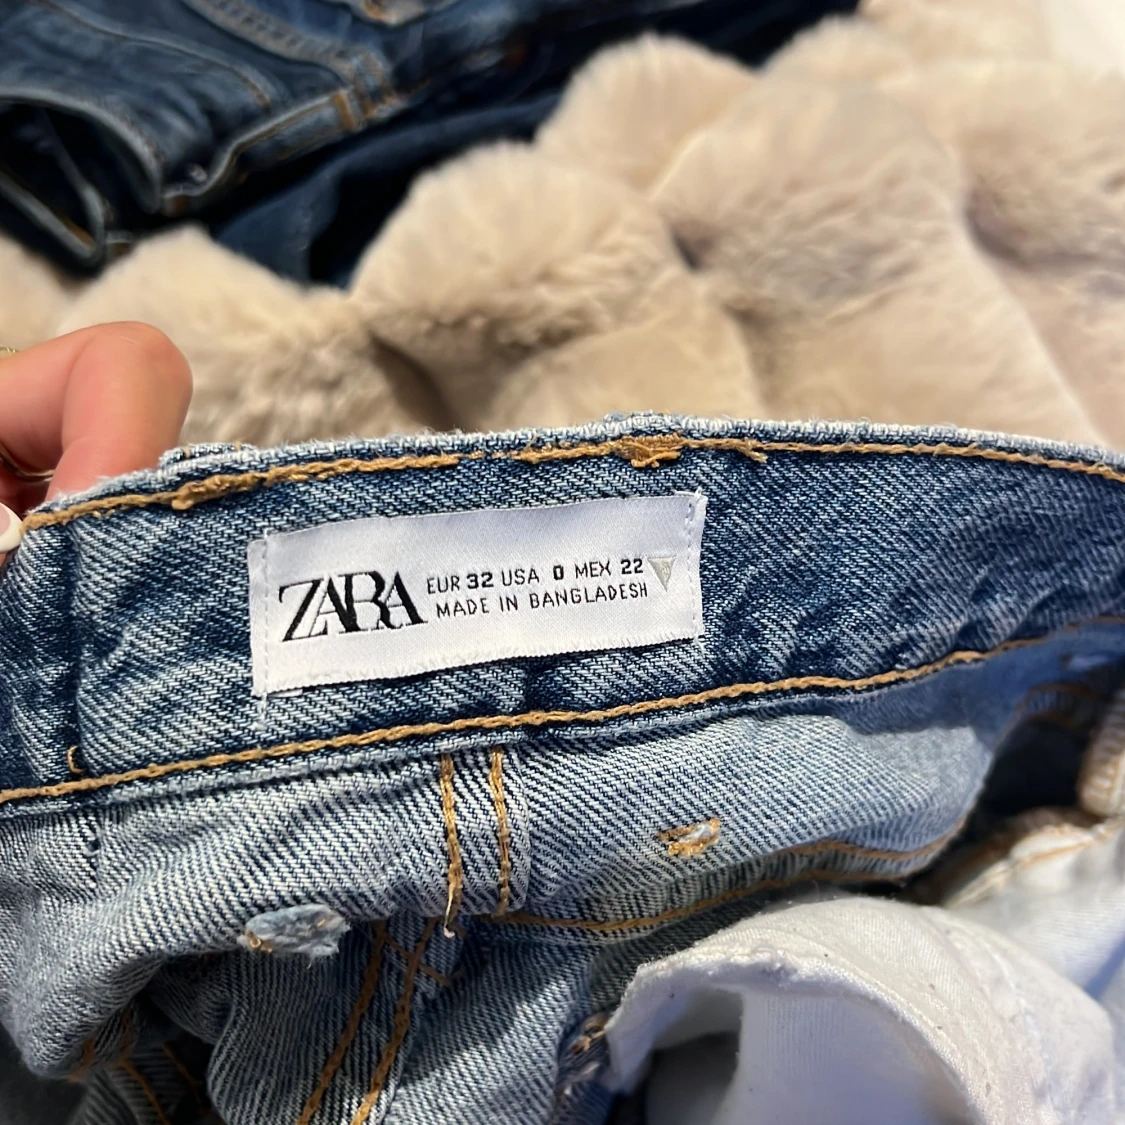 ZARA
EUR 32 USA 0 MEX 22
MADE IN BANGLADESH